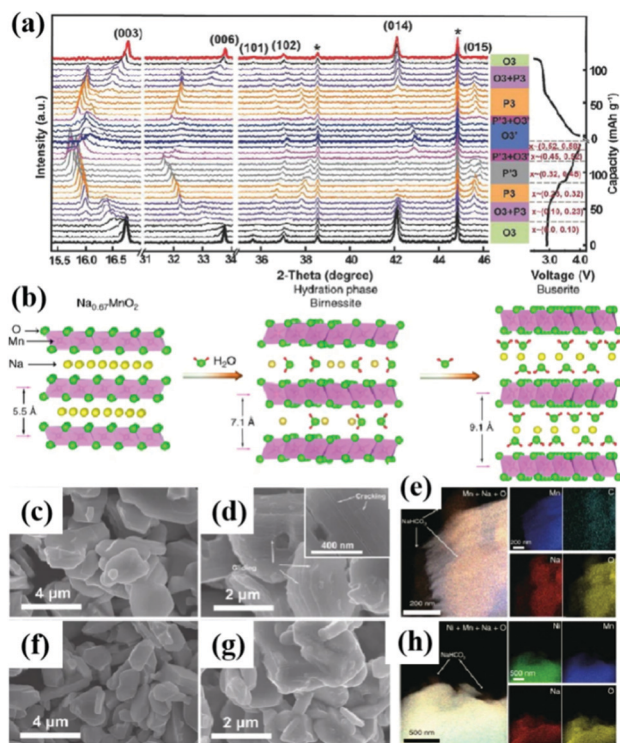 (a)
(003)
(006)
(101)
(102)
*
(014)
*
(015)
Intensity (a.u.)
O3
O3+P3
P3
P'3+O3'
O3'
P'3+O3'
P'3
P3
O3+P3
O3
100
50
0
100
50
0
Capacity (mAh g⁻¹)
15.5
16.0
16.5
31
32
33
34
36
38
40
42
44
46
3.0
4.0
2-Theta (degree)
Voltage (V)
(b)
Na0.67MnO2
Hydration phase
Birnessite
Buserite
O
Mn
Na
H2O
5.5 Å
7.1 Å
9.1 Å
(c)
4 μm
(d)
Cracking
400 nm
2 μm
(e)
Mn + Na + O
NaHCO3
200 nm
Mn
C
200 nm
Na
O
(f)
4 μm
(g)
2 μm
(h)
Ni + Mn + Na + O
NaHCO3
500 nm
Ni
Mn
500 nm
Na
O